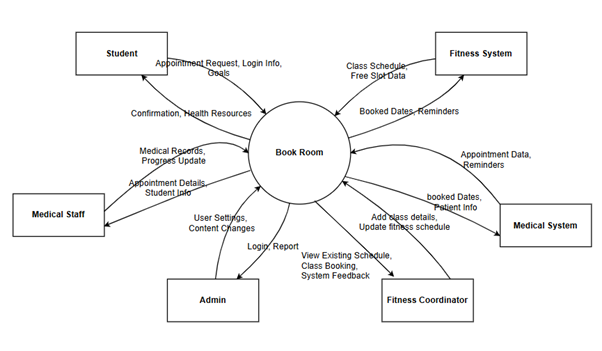 Student
Fitness System
Appointment Request, Login Info,
Goals
Class Schedule,
Free Slot Data
Confirmation, Health Resources
Booked Dates, Reminders
Book Room
Medical Records,
Progress Update
Appointment Data,
Reminders
Appointment Details,
Student Info
Medical Staff
booked Dates,
Patient Info
Medical System
User Settings,
Content Changes
Add class details,
Update fitness schedule
Login, Report
View Existing Schedule,
Class Booking,
System Feedback
Admin
Fitness Coordinator